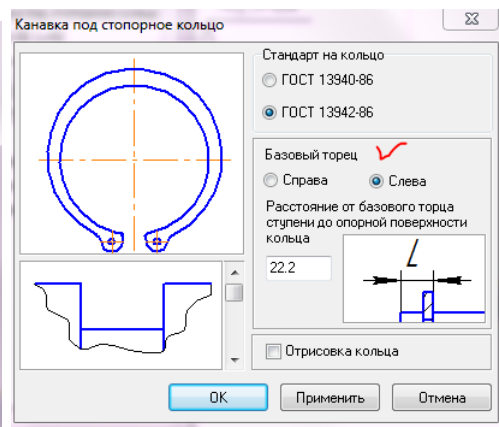 Канавка под стопорное кольцо
Стандарт на кольцо
ГОСТ 13940-86
ГОСТ 13942-86
Базовый торец
Справа
Слева
Расстояние от базового торца
ступени до опорной поверхности
кольца
22.2
L
Отрисовка кольца
OK
Применить
Отмена